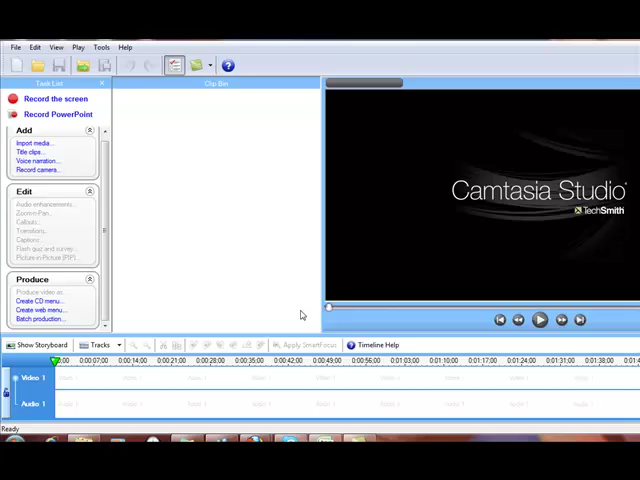 File Edit View Play Tools Help
Task List
Clip Bin
Record the screen
Record PowerPoint
Add
Import media...
Title clips...
Voice narration...
Record camera...
Edit
Audio enhancements...
Zoom-n-Pan...
Callouts...
Transitions...
Captions...
Flash quiz and survey...
Picture-in-Picture (PIP)...
Produce
Produce video as...
Create CD menu...
Create web menu...
Batch production...
Camtasia Studio
TechSmith
Show Storyboard Tracks Apply SmartFocus Timeline Help
0:00:07;00 0:00:14;00 0:00:21;00 0:00:28;00 0:00:35;00 0:00:42;00 0:00:49;00 0:00:56;00 0:01:03;00 0:01:10;00 0:01:17;00 0:01:24;00 0:01:31;00 0:01:38;00
Video 1
Audio 1
Ready